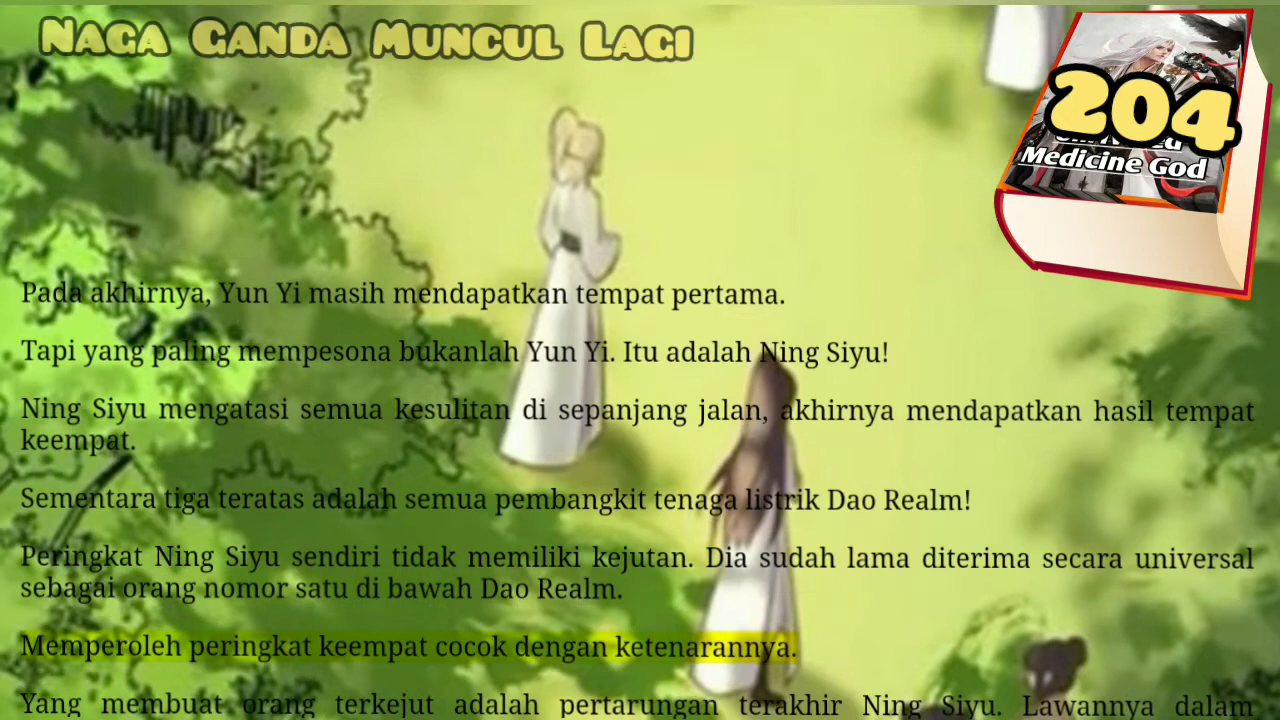 Naga Ganda Muncul Lagi
204
Medicine God
Pada akhirnya, Yun Yi masih mendapatkan tempat pertama.
Tapi yang paling mempesona bukanlah Yun Yi. Itu adalah Ning Siyu!
Ning Siyu mengatasi semua kesulitan di sepanjang jalan, akhirnya mendapatkan hasil tempat
keempat.
Sementara tiga teratas adalah semua pembangkit tenaga listrik Dao Realm!
Peringkat Ning Siyu sendiri tidak memiliki kejutan. Dia sudah lama diterima secara universal
sebagai orang nomor satu di bawah Dao Realm.
Memperoleh peringkat keempat cocok dengan ketenarannya.
Yang membuat orang terkejut adalah pertarungan terakhir Ning Siyu. Lawannya dalam